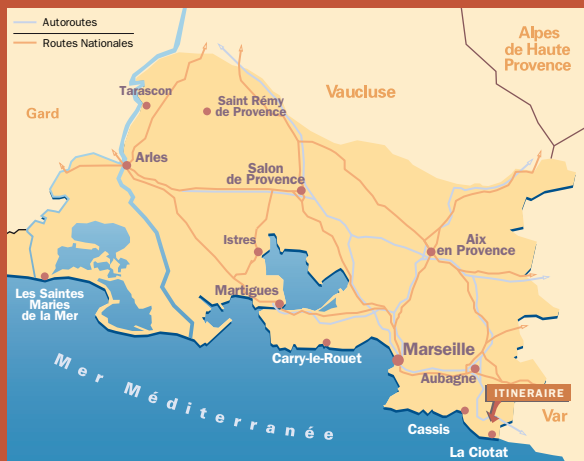 Autoroutes
Routes Nationales
Alpes
de Haute
Provence
Tarascon
Saint Rémy
de Provence
Vaucluse
Gard
Arles
Salon
de Provence
Istres
Aix
en Provence
Les Saintes
Maries
de la Mer
Martigues
Carry-le-Rouet
Marseille
Aubagne
ITINERAIRE
Var
Mer Méditerranée
Cassis
La Ciotat